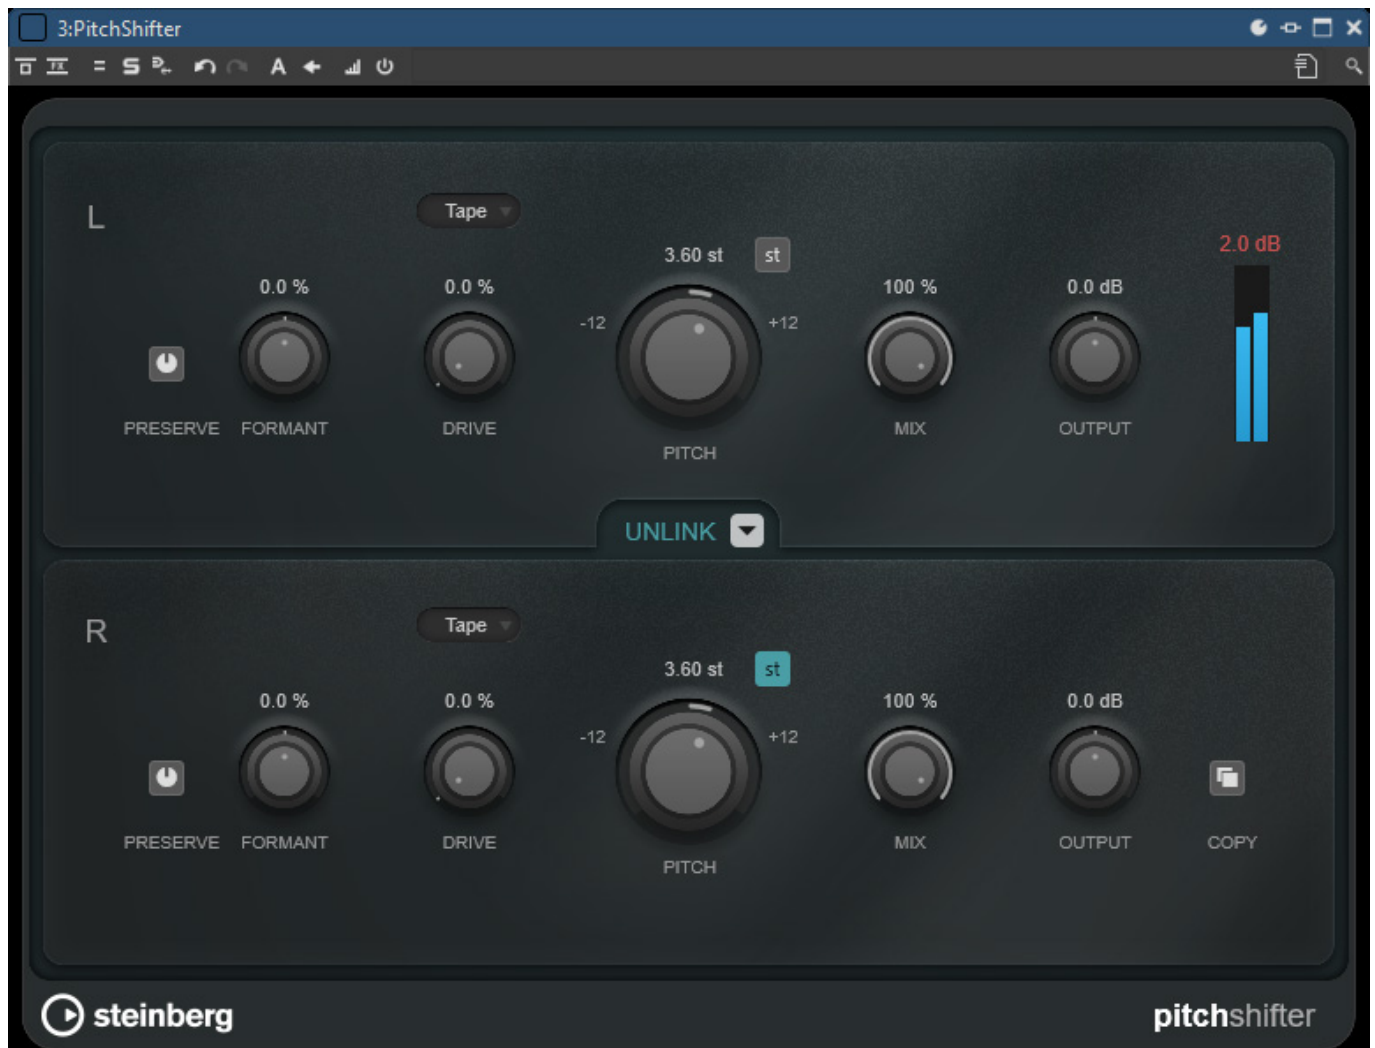 3:PitchShifter
FX = S A
L
Tape
3.60 st st
2.0 dB
0.0 % 0.0 % 100 % 0.0 dB
-12 +12
PRESERVE FORMANT DRIVE MIX OUTPUT
PITCH
UNLINK
R
Tape
3.60 st st
0.0 % 0.0 % 100 % 0.0 dB
-12 +12
PRESERVE FORMANT DRIVE MIX OUTPUT COPY
PITCH
steinberg
pitchshifter